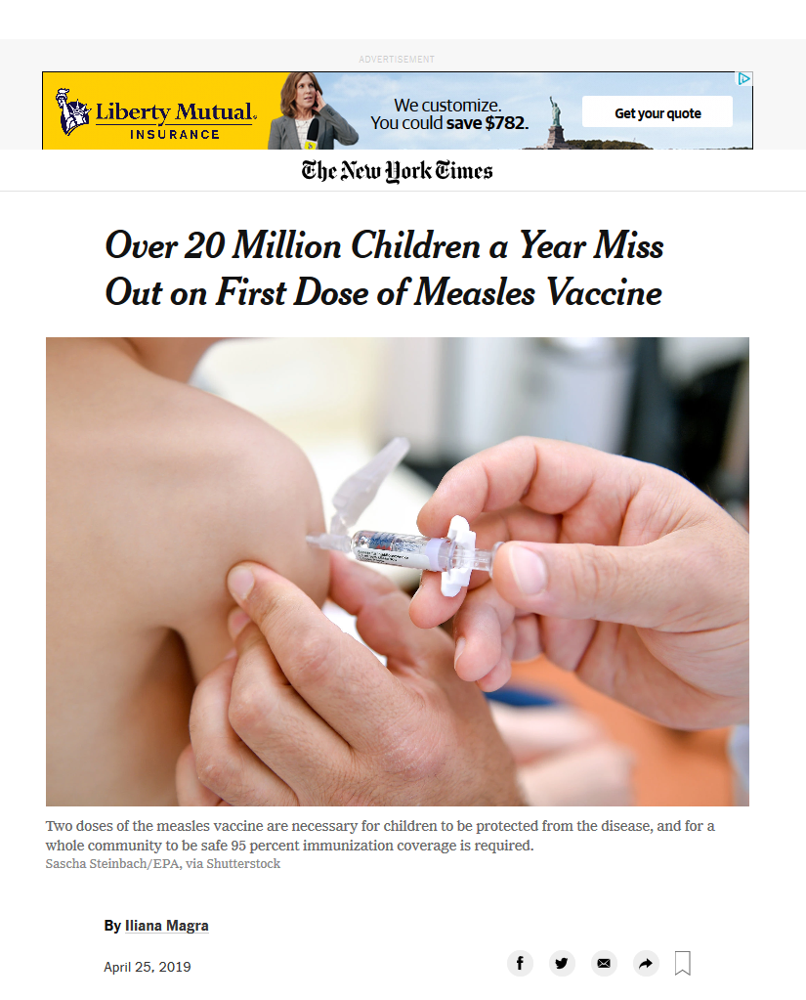 ADVERTISEMENT
Liberty Mutual.
INSURANCE
We customize.
You could save $782.
Get your quote
The New York Times
Over 20 Million Children a Year Miss
Out on First Dose of Measles Vaccine
Two doses of the measles vaccine are necessary for children to be protected from the disease, and for a
whole community to be safe 95 percent immunization coverage is required.
Sascha Steinbach/EPA, via Shutterstock
By Iliana Magra
April 25, 2019